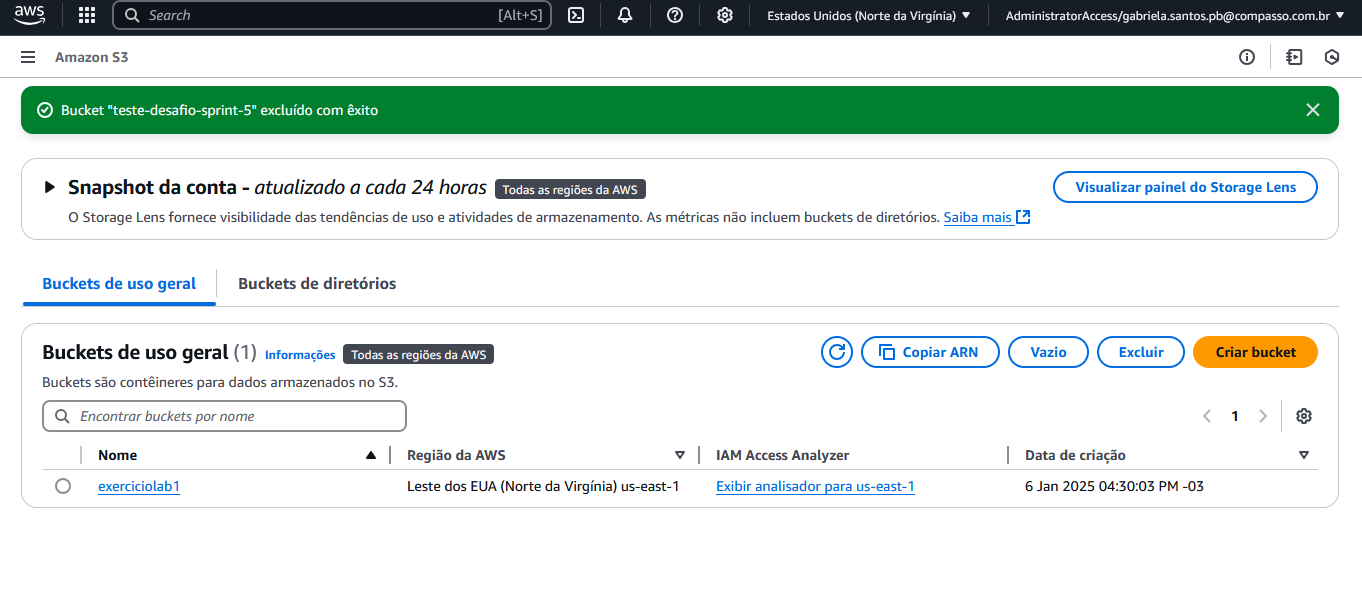 aws
Search [Alt+S] Estados Unidos (Norte da Virgínia) AdministratorAccess/gabriela.santos.pb@compasso.com.br
Amazon S3
Bucket "teste-desafio-sprint-5" excluído com êxito
Snapshot da conta - atualizado a cada 24 horas Todas as regiões da AWS
Visualizar painel do Storage Lens
O Storage Lens fornece visibilidade das tendências de uso e atividades de armazenamento. As métricas não incluem buckets de diretórios. Saiba mais
Buckets de uso geral Buckets de diretórios
Buckets de uso geral (1) Informações Todas as regiões da AWS
Copiar ARN Vazio Excluir Criar bucket
Buckets são contêineres para dados armazenados no S3.
Encontrar buckets por nome
1
Nome Região da AWS IAM Access Analyzer Data de criação
exerciciolab1 Leste dos EUA (Norte da Virgínia) us-east-1 Exibir analisador para us-east-1 6 Jan 2025 04:30:03 PM -03